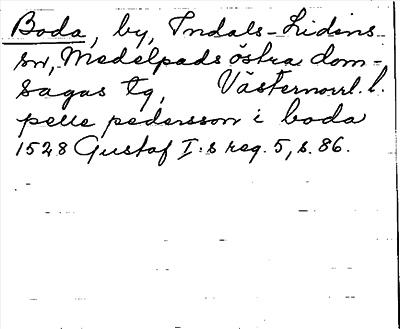 Boda, by, Indals-Lidens
sn, Medelpads östra dom-
sagas tg, Västernorrl. l.
pelle pedersson i boda
1528 Gustaf I:s reg. 5, s. 86.